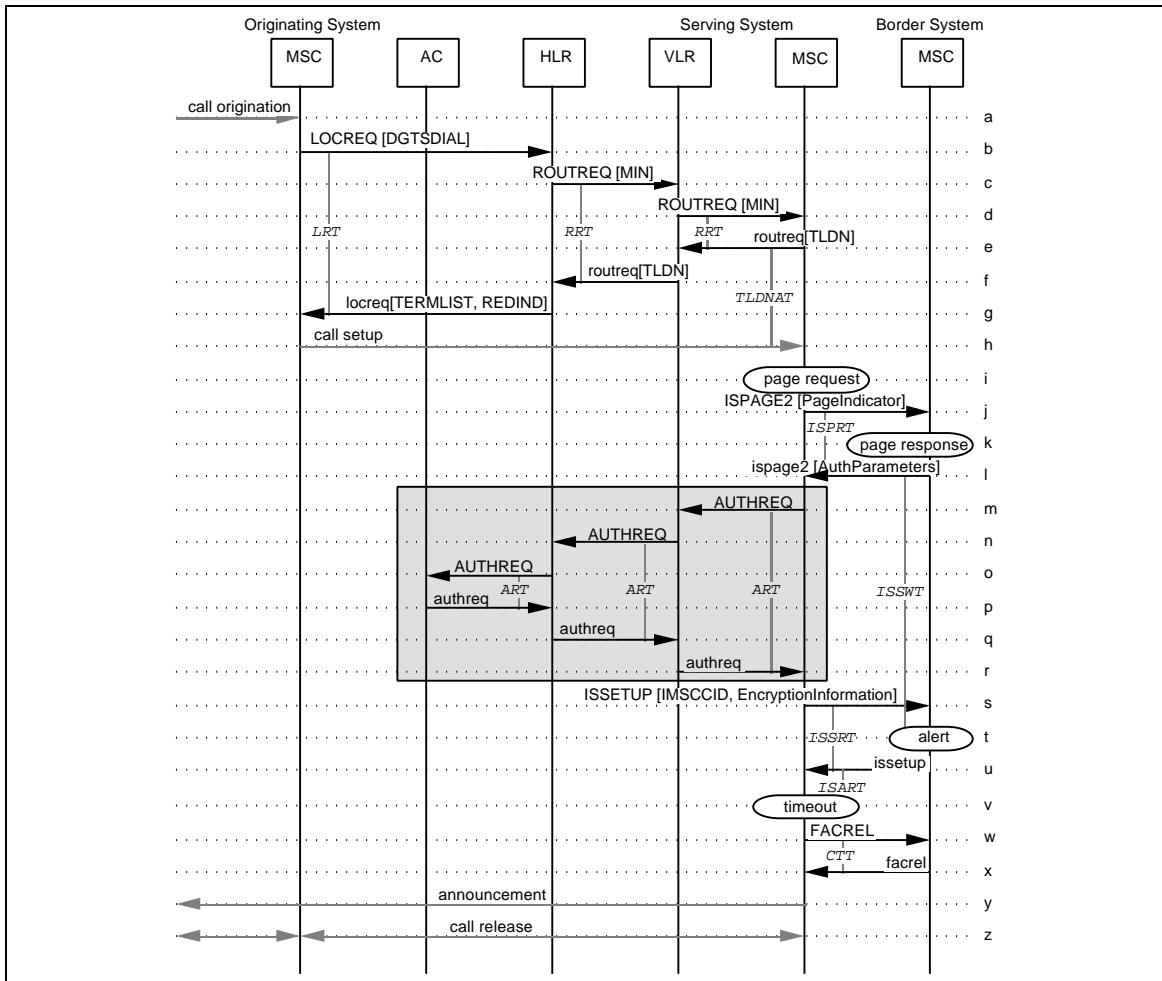 Originating System Serving System Border System
MSC AC HLR VLR MSC MSC
call origination a
LOCREQ [DGTSDIAL] b
ROUTREQ [MIN] c
ROUTREQ [MIN] d
LRT RRT RRT
routreq[TLDN] e
routreq[TLDN] f
TLDNAT
locreq[TERMLIST, REDIND] g
call setup h
page request i
ISPAGE2 [PageIndicator] j
ISPRT
page response k
ispage2 [AuthParameters] l
AUTHREQ m
AUTHREQ n
AUTHREQ o
ART ART ART ISSWT
authreq p
authreq q
authreq r
ISSETUP [IMSCCID, EncryptionInformation] s
ISSRT alert t
issetup u
ISART
timeout v
FACREL w
CTT
facrel x
announcement y
call release z